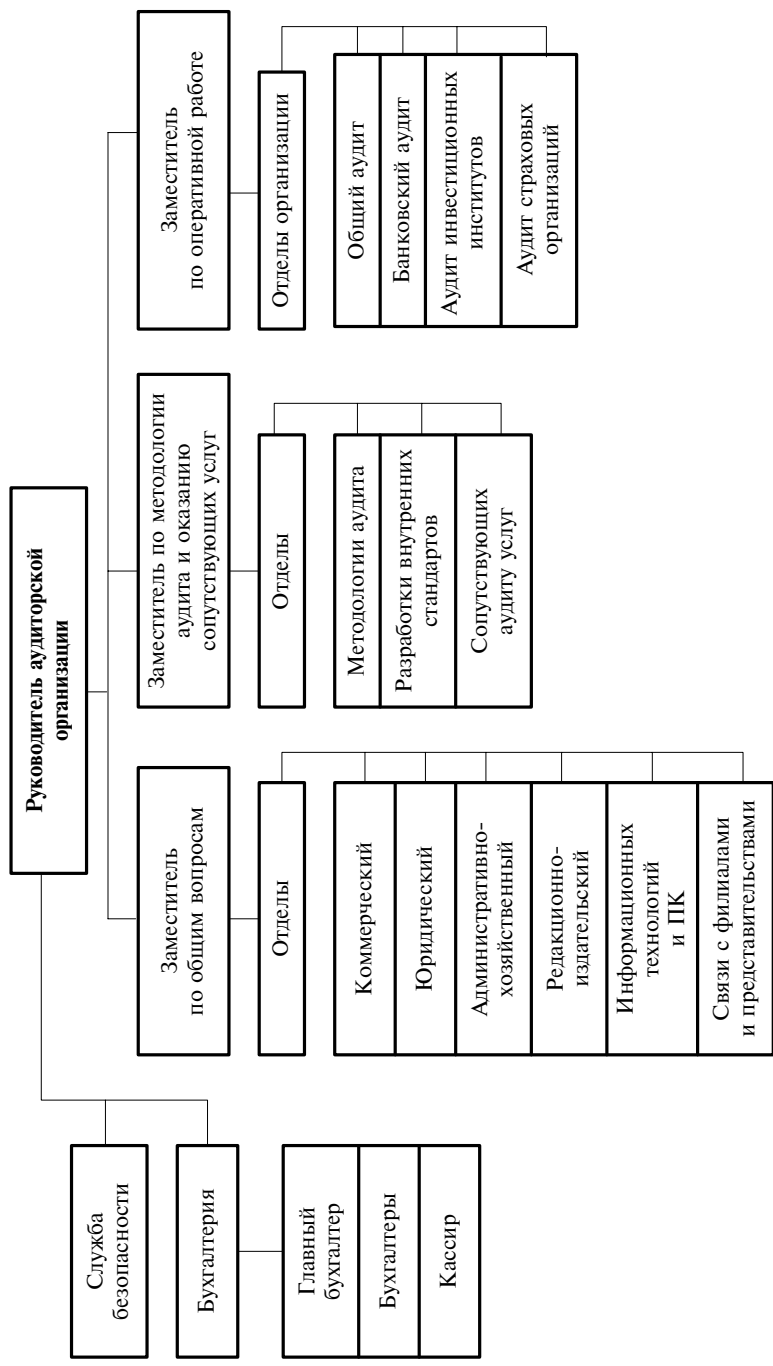 Руководитель аудиторской
организации
Служба
безопасности
Бухгалтерия
Главный
бухгалтер
Бухгалтеры
Кассир
Заместитель
по общим вопросам
Отделы
Коммерческий
Юридический
Административно-
хозяйственный
Редакционно-
издательский
Информационных
технологий
и ПК
Связи с филиалами
и представительствами
Заместитель по методологии
аудита и оказанию
сопутствующих услуг
Отделы
Методологии аудита
Разработки внутренних
стандартов
Сопутствующих
аудиту услуг
Заместитель
по оперативной работе
Отделы организации
Общий аудит
Банковский аудит
Аудит инвестиционных
институтов
Аудит страховых
организаций